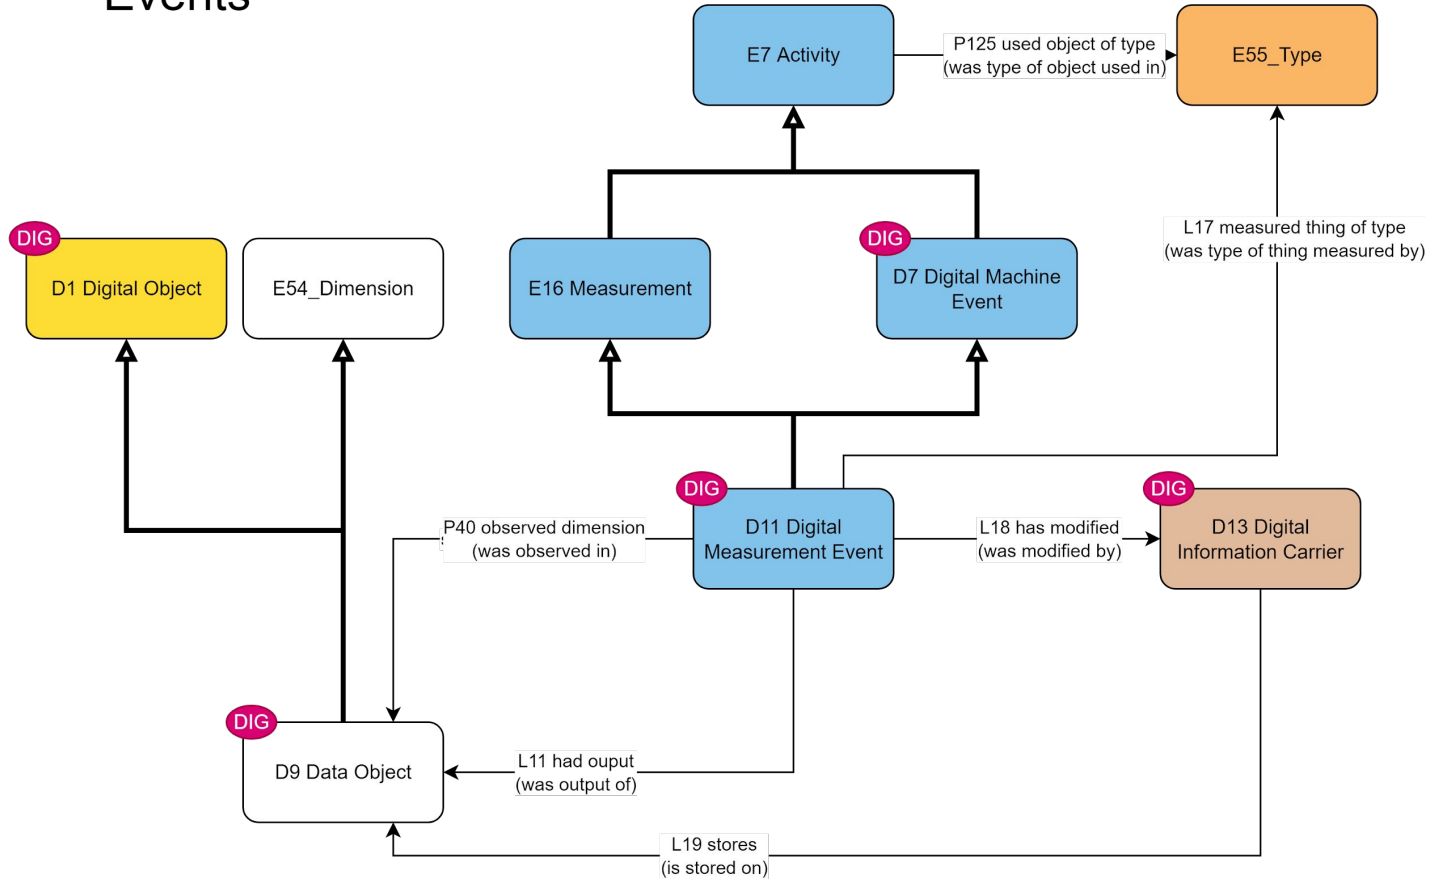 Events
E7 Activity
P125 used object of type
(was type of object used in)
E55_Type
L17 measured thing of type
(was type of thing measured by)
DIG
D1 Digital Object
E54_Dimension
E16 Measurement
DIG
D7 Digital Machine
Event
DIG
D11 Digital
Measurement Event
P40 observed dimension
(was observed in)
L18 has modified
(was modified by)
DIG
D13 Digital
Information Carrier
DIG
D9 Data Object
L11 had ouput
(was output of)
L19 stores
(is stored on)